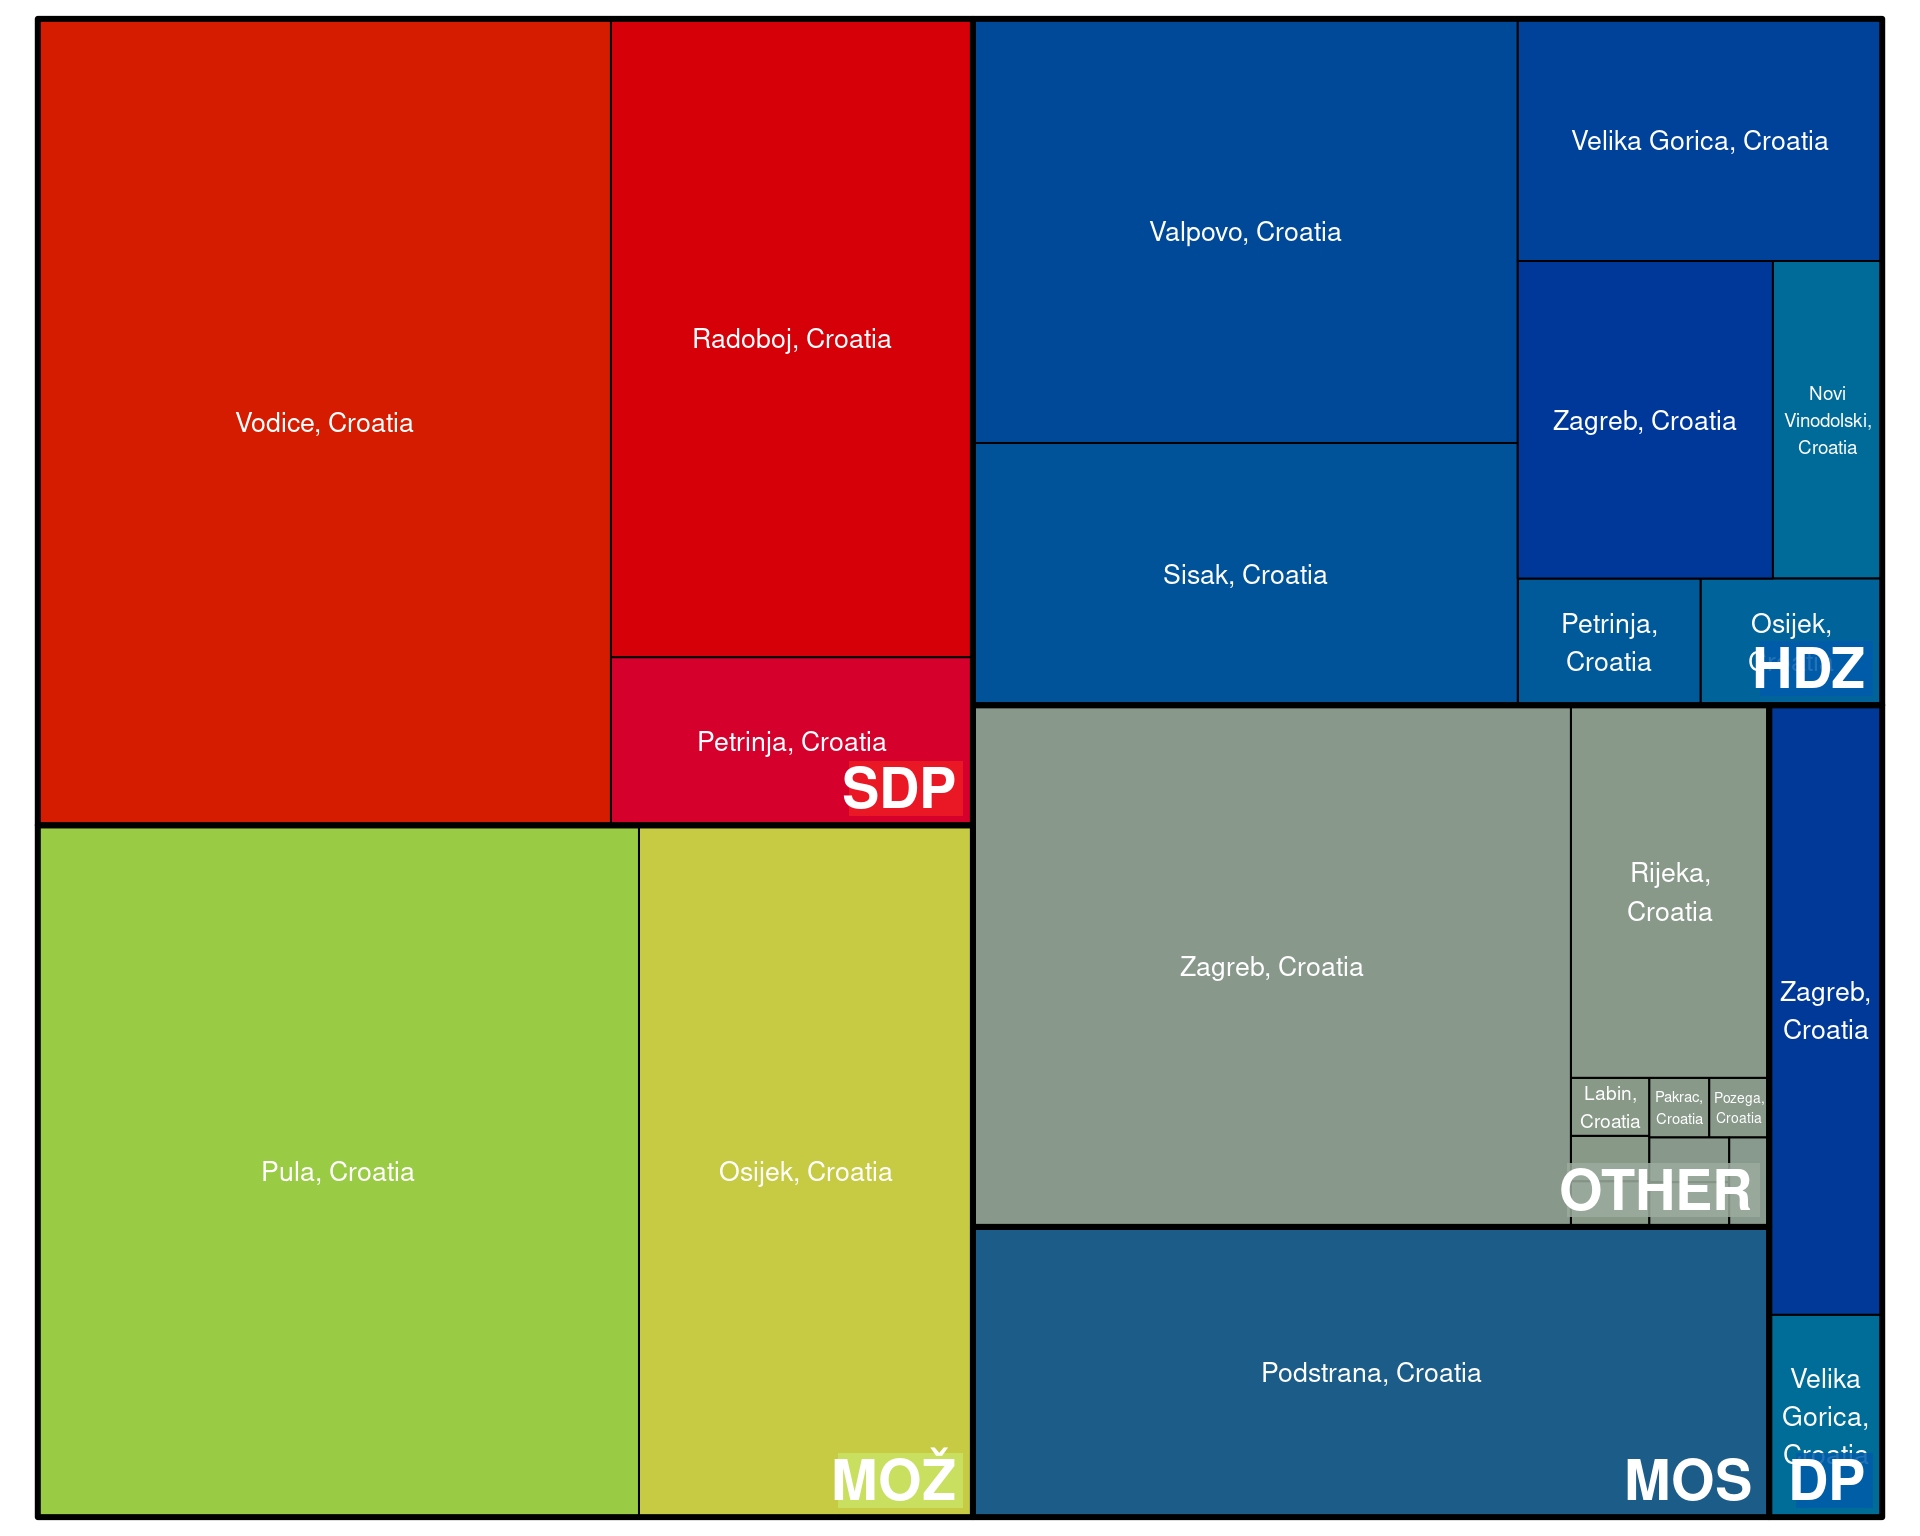 Vodice, Croatia
Radoboj, Croatia
Petrinja, Croatia
SDP
Valpovo, Croatia
Velika Gorica, Croatia
Zagreb, Croatia
Novi
Vinodolski,
Croatia
Sisak, Croatia
Petrinja,
Croatia
Osijek,
HDZ
Pula, Croatia
Osijek, Croatia
MOŽ
Zagreb, Croatia
Rijeka,
Croatia
Labin,
Croatia
Pakrac,
Croatia
Pozega,
Croatia
OTHER
Podstrana, Croatia
MOS
Zagreb,
Croatia
Velika
Gorica,
Croatia
DP